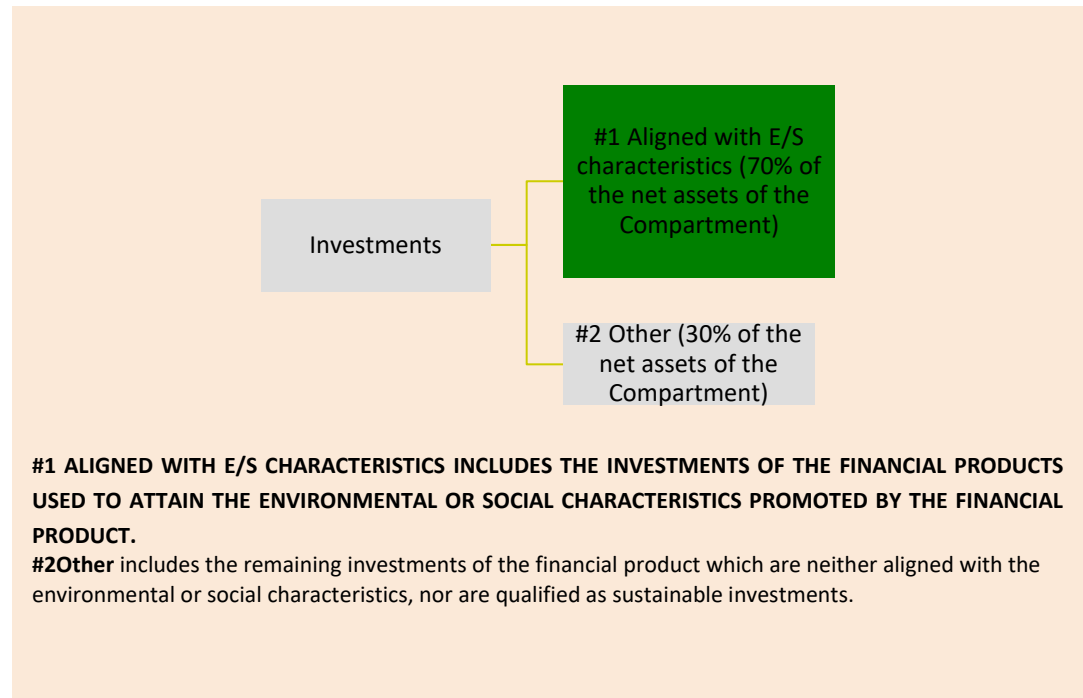 #1 Aligned with E/S
characteristics (70% of
the net assets of the
Compartment)
Investments
#2 Other (30% of the
net assets of the
Compartment)
#1 ALIGNED WITH E/S CHARACTERISTICS INCLUDES THE INVESTMENTS OF THE FINANCIAL PRODUCTS
USED TO ATTAIN THE ENVIRONMENTAL OR SOCIAL CHARACTERISTICS PROMOTED BY THE FINANCIAL
PRODUCT.
#2Other includes the remaining investments of the financial product which are neither aligned with the
environmental or social characteristics, nor are qualified as sustainable investments.